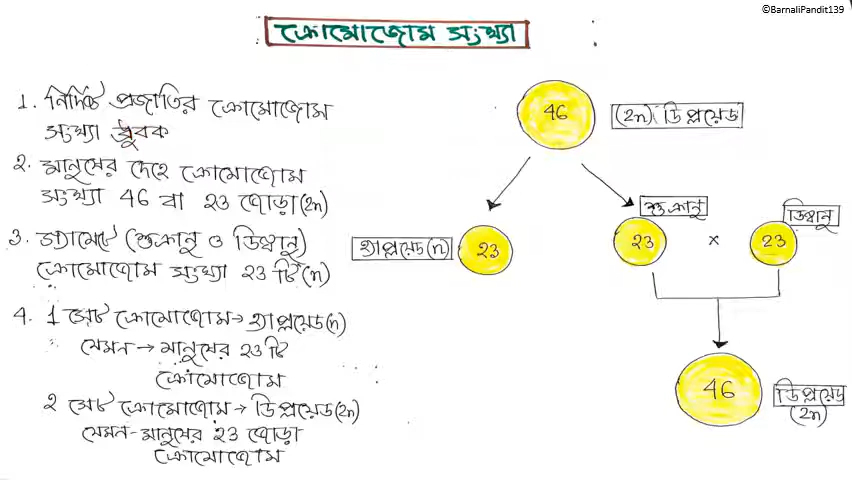 ©BarnaliPandit139
ক্রোমোজোম সংখ্যা
1. নির্দিষ্ট প্রজাতির ক্রোমোজোম
সংখ্যা ধ্রুবক
2. মানুষের দেহে ক্রোমোজোম
সংখ্যা 46 বা 23 জোড়া (2n)
3. গ্যামেটে (শুক্রানু ও ডিম্বানু)
ক্রোমোজোম সংখ্যা 23 টি (n)
4. 1 সেট ক্রোমোজোম → হ্যাপ্লয়েড (n)
যেমন → মানুষের 23 টি
ক্রোমোজোম
2 সেট ক্রোমোজোম → ডিপ্লয়েড (2n)
যেমন - মানুষের 23 জোড়া
ক্রোমোজোম
46
(2n) ডিপ্লয়েড
হ্যাপ্লয়েড (n)
23
শুক্রানু
23
×
ডিম্বানু
23
46
ডিপ্লয়েড
(2n)